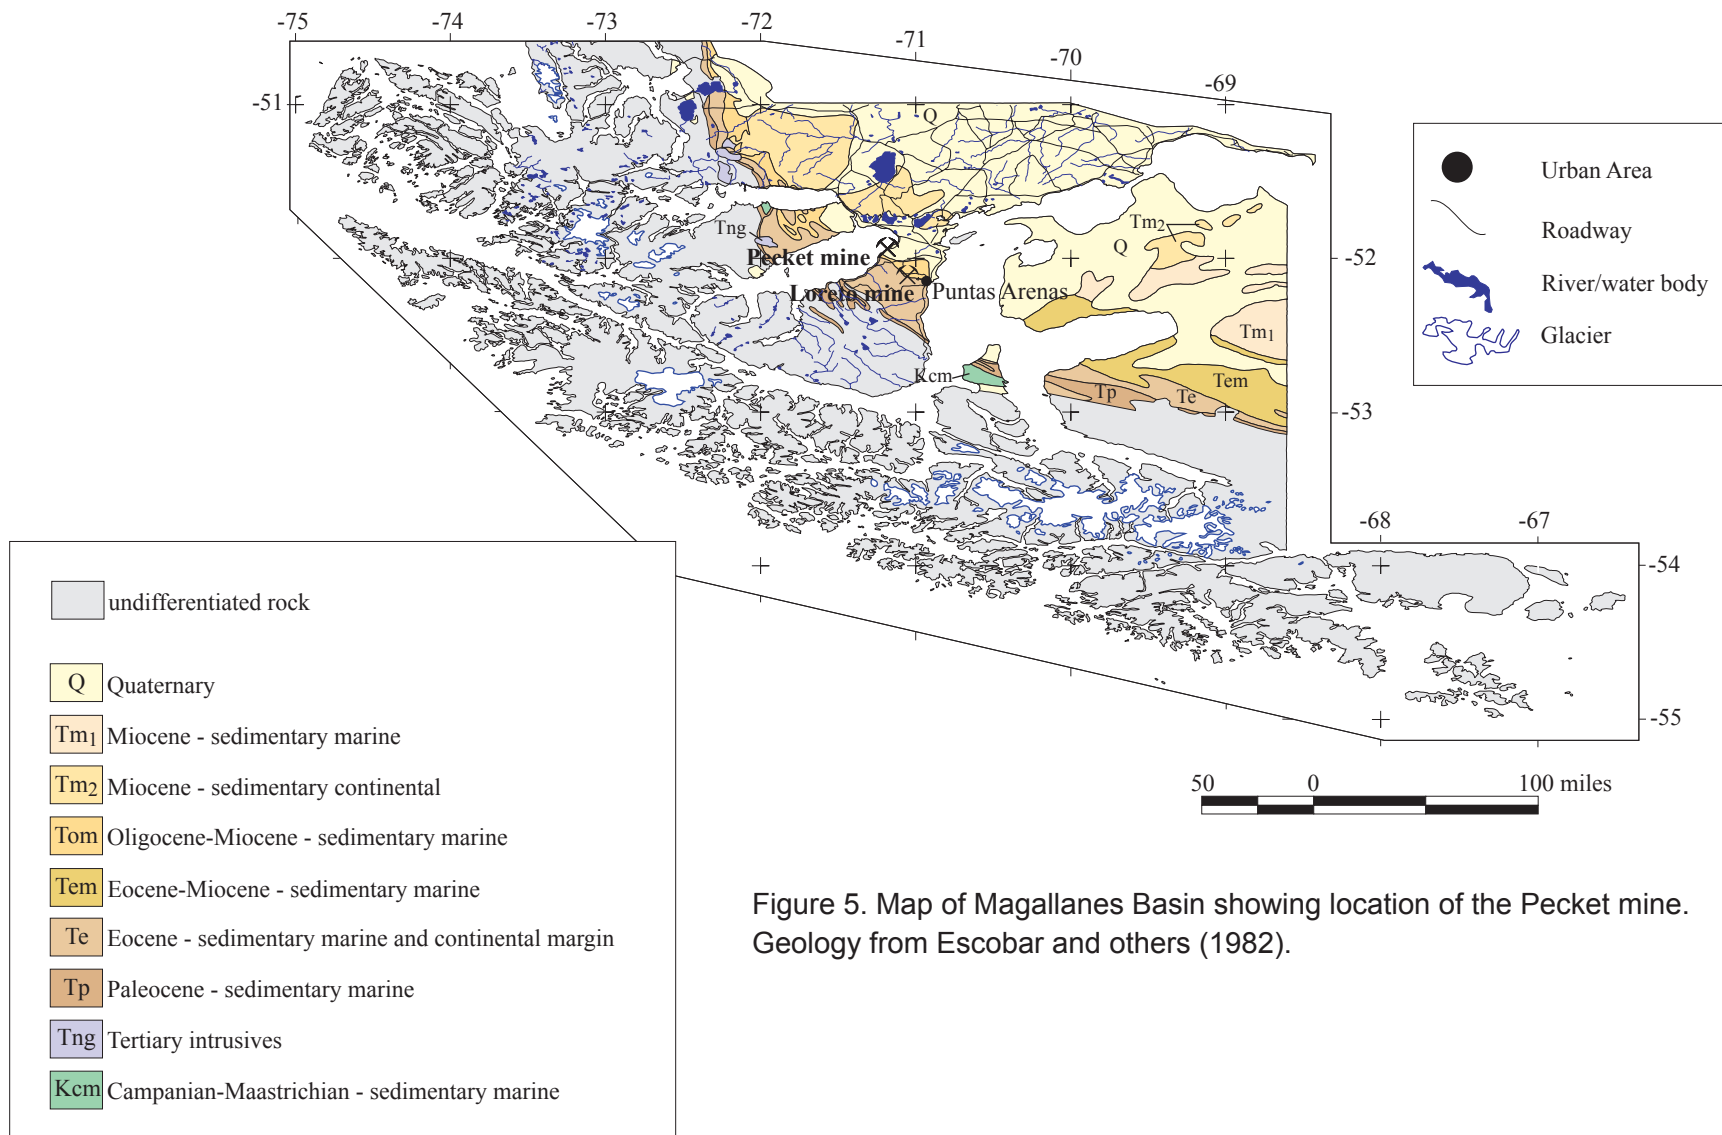 -75
-74
-73
-72
-71
-70
-69
-51
Q
Urban Area
Roadway
River/water body
Glacier
Tm2
Tng
Q
-52
Pecket mine
Loreto mine
Puntas Arenas
Tm1
Kcm
Tem
Tp
Te
-53
-68
-67
-54
-55
undifferentiated rock
Q Quaternary
Tm1 Miocene - sedimentary marine
Tm2 Miocene - sedimentary continental
Tom Oligocene-Miocene - sedimentary marine
Tem Eocene-Miocene - sedimentary marine
Te Eocene - sedimentary marine and continental margin
Tp Paleocene - sedimentary marine
Tng Tertiary intrusives
Kcm Campanian-Maastrichian - sedimentary marine
50 0 100 miles
Figure 5. Map of Magallanes Basin showing location of the Pecket mine.
Geology from Escobar and others (1982).